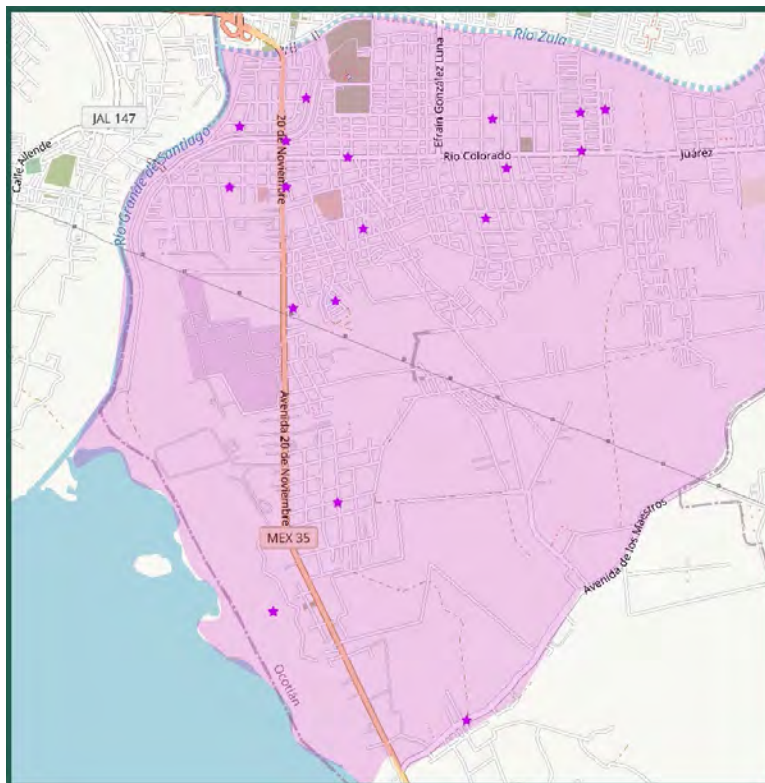 Río Zula
Efraín González Luna
JAL 147
20 de Noviembre
Río Colorado
Juárez
Calle Allende
Río Grande de Santiago
Avenida 20 de Noviembre
MEX 35
Avenida de los Maestros
Ocotlán